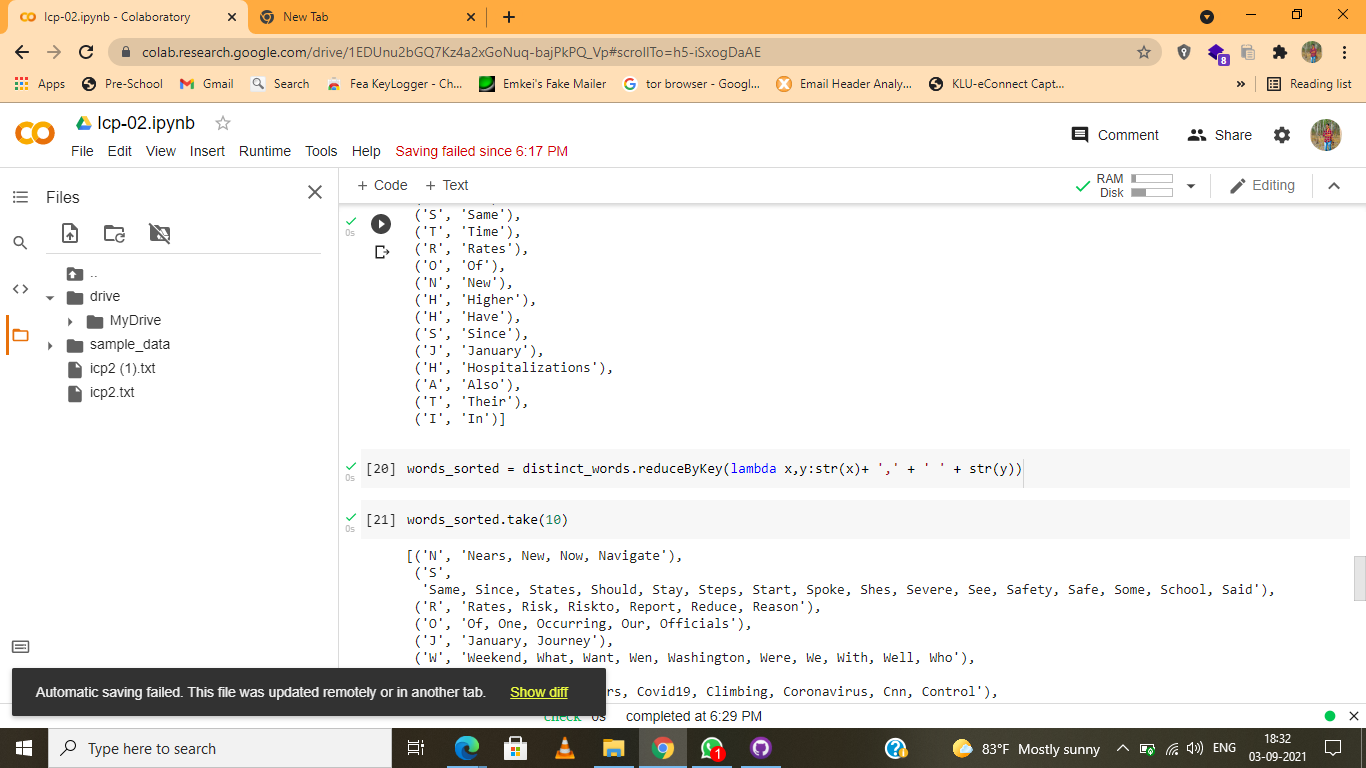 Icp-02.ipynb - Colaboratory
New Tab
colab.research.google.com/drive/1EDUnu2bGQ7Kz4a2xGoNuq-bajPkPQ_Vp#scrollTo=h5-iSxogDaAE
8
Apps Pre-School Gmail Search Fea KeyLogger - Ch... Emkei's Fake Mailer tor browser - Googl... Email Header Analy... KLU-eConnect Capt... » Reading list
Icp-02.ipynb
Comment Share
File Edit View Insert Runtime Tools Help Saving failed since 6:17 PM
Files
+ Code + Text
RAM
Disk
Editing
..
drive
MyDrive
sample_data
icp2 (1).txt
icp2.txt
0s
('S', 'Same'),
('T', 'Time'),
('R', 'Rates'),
('O', 'Of'),
('N', 'New'),
('H', 'Higher'),
('H', 'Have'),
('S', 'Since'),
('J', 'January'),
('H', 'Hospitalizations'),
('A', 'Also'),
('T', 'Their'),
('I', 'In')]
0s
[20] words_sorted = distinct_words.reduceByKey(lambda x,y:str(x)+ ',' + ' ' + str(y))
0s
[21] words_sorted.take(10)
[('N', 'Nears, New, Now, Navigate'),
('S',
'Same, Since, States, Should, Stay, Steps, Start, Spoke, Shes, Severe, See, Safety, Safe, Some, School, Said'),
('R', 'Rates, Risk, Riskto, Report, Reduce, Reason'),
('O', 'Of, One, Occurring, Our, Officials'),
('J', 'January, Journey'),
('W', 'Weekend, What, Want, Wen, Washington, Were, We, With, Well, Who'),
rs, Covid19, Climbing, Coronavirus, Cnn, Control'),
Automatic saving failed. This file was updated remotely or in another tab. Show diff
check 0s completed at 6:29 PM
Type here to search
1
83°F Mostly sunny
ENG
18:32
03-09-2021